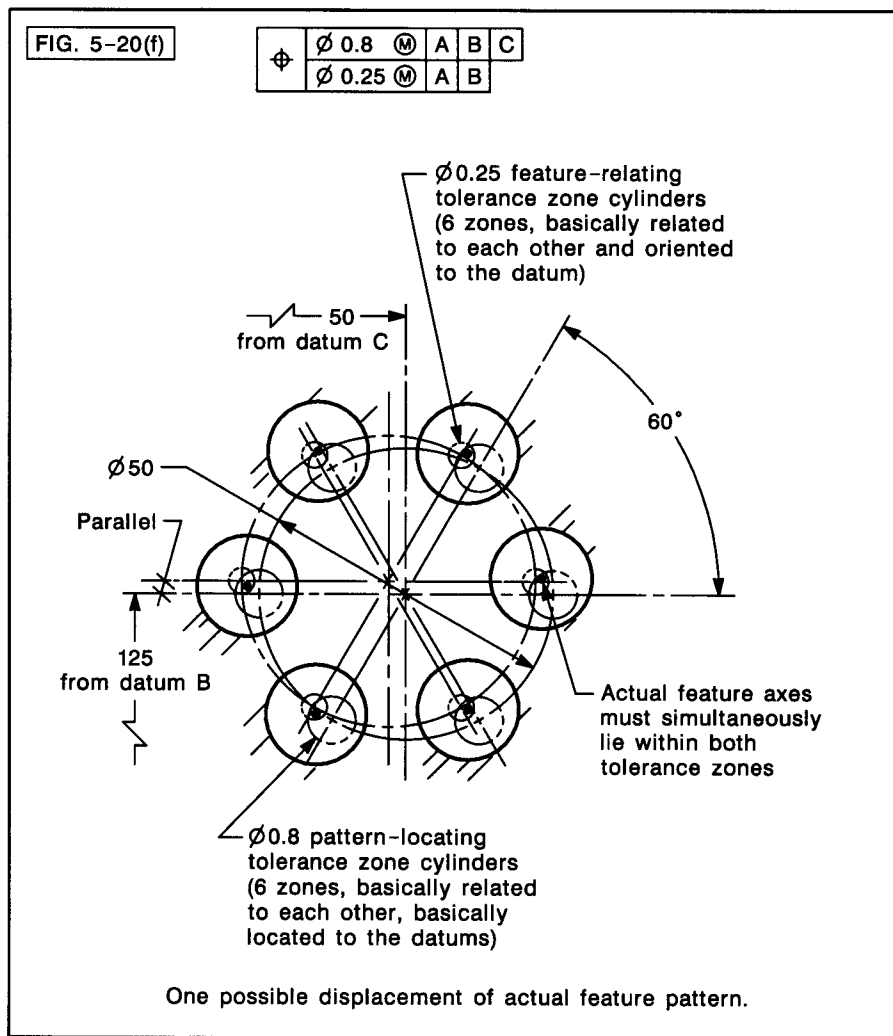 FIG. 5-20(f)
⌖ Ø 0.8 Ⓜ A B C
Ø 0.25 Ⓜ A B
Ø0.25 feature-relating
tolerance zone cylinders
(6 zones, basically related
to each other and oriented
to the datum)
50
from datum C
60°
Ø50
Parallel
125
from datum B
Actual feature axes
must simultaneously
lie within both
tolerance zones
Ø0.8 pattern-locating
tolerance zone cylinders
(6 zones, basically related
to each other, basically
located to the datums)
One possible displacement of actual feature pattern.